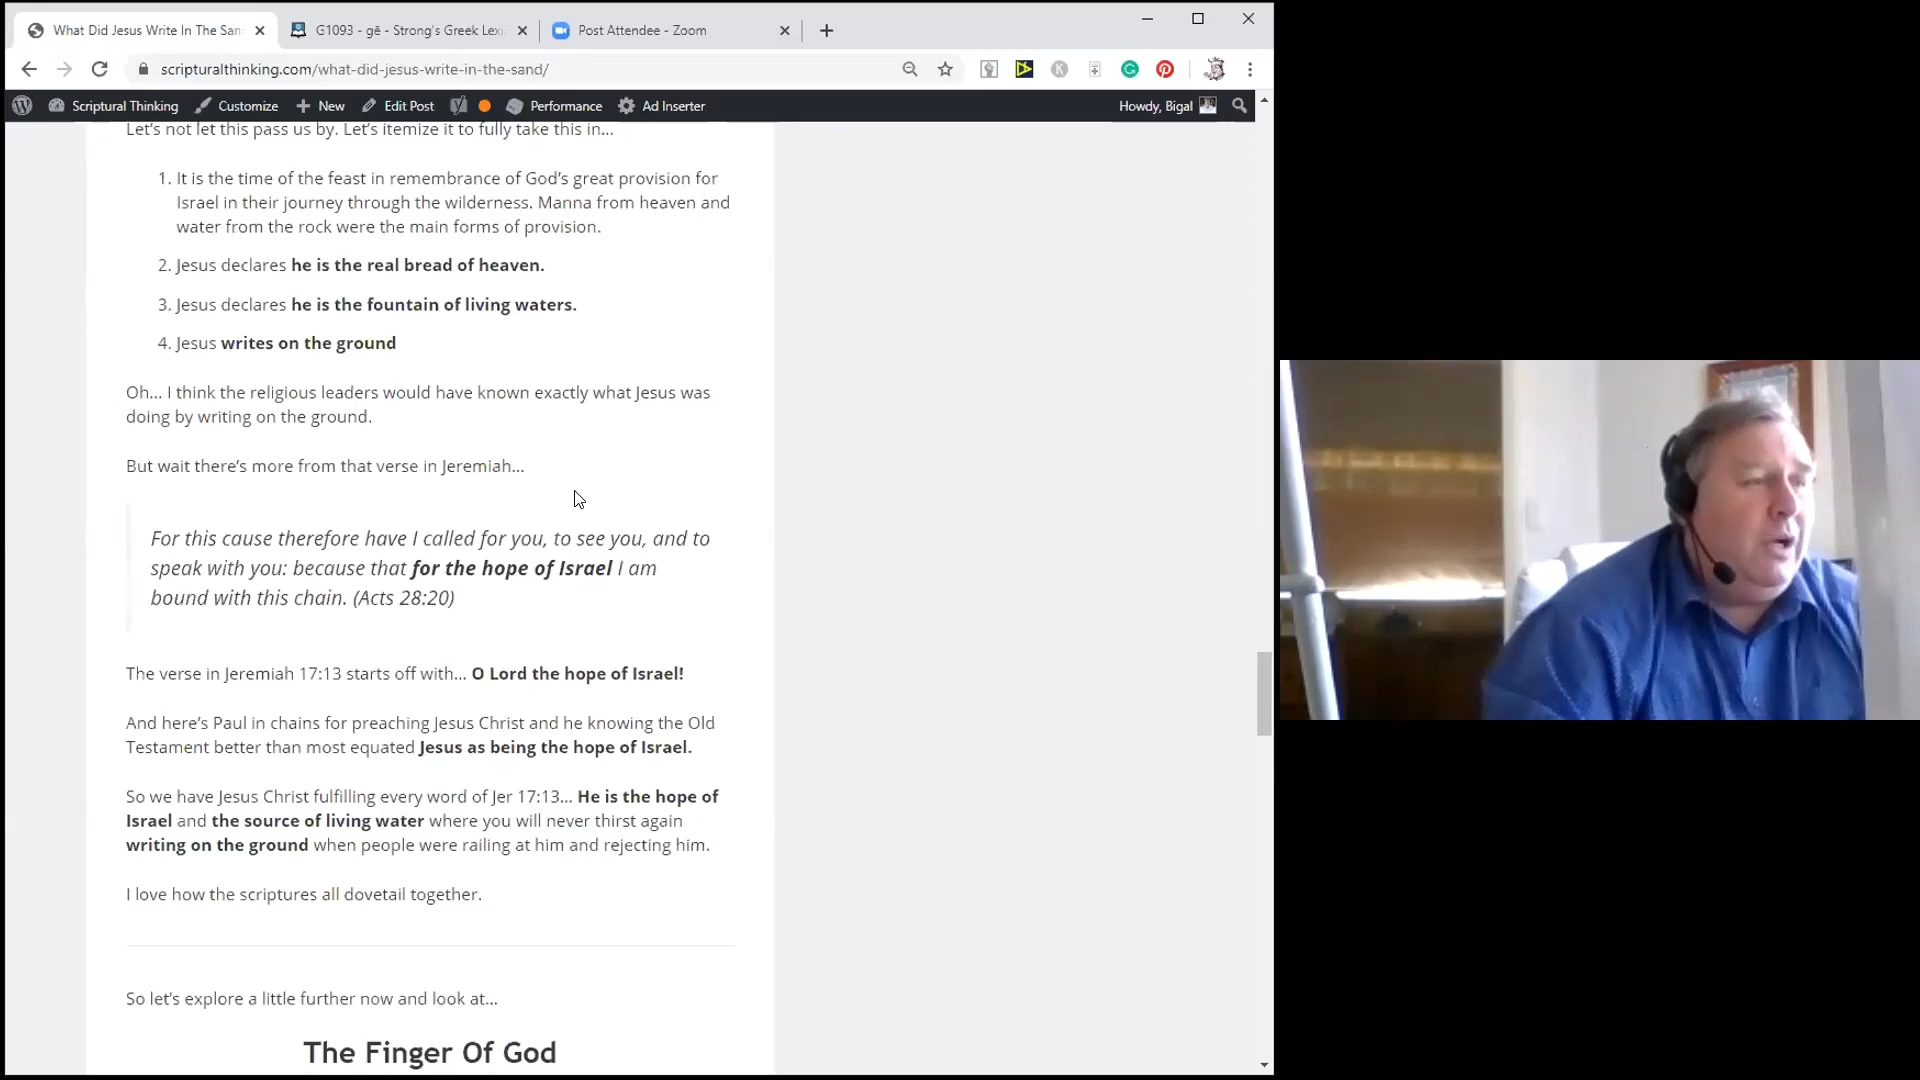 What Did Jesus Write In The San
G1093 - gē - Strong's Greek Lexi
Post Attendee - Zoom
scripturalthinking.com/what-did-jesus-write-in-the-sand/
Scriptural Thinking Customize New Edit Post Performance Ad Inserter Howdy, Bigal
Let's not let this pass us by. Let's itemize it to fully take this in...
1. It is the time of the feast in remembrance of God's great provision for
Israel in their journey through the wilderness. Manna from heaven and
water from the rock were the main forms of provision.
2. Jesus declares he is the real bread of heaven.
3. Jesus declares he is the fountain of living waters.
4. Jesus writes on the ground
Oh... I think the religious leaders would have known exactly what Jesus was
doing by writing on the ground.
But wait there's more from that verse in Jeremiah...
For this cause therefore have I called for you, to see you, and to
speak with you: because that for the hope of Israel I am
bound with this chain. (Acts 28:20)
The verse in Jeremiah 17:13 starts off with... O Lord the hope of Israel!
And here's Paul in chains for preaching Jesus Christ and he knowing the Old
Testament better than most equated Jesus as being the hope of Israel.
So we have Jesus Christ fulfilling every word of Jer 17:13... He is the hope of
Israel and the source of living water where you will never thirst again
writing on the ground when people were railing at him and rejecting him.
I love how the scriptures all dovetail together.
So let's explore a little further now and look at...
The Finger Of God